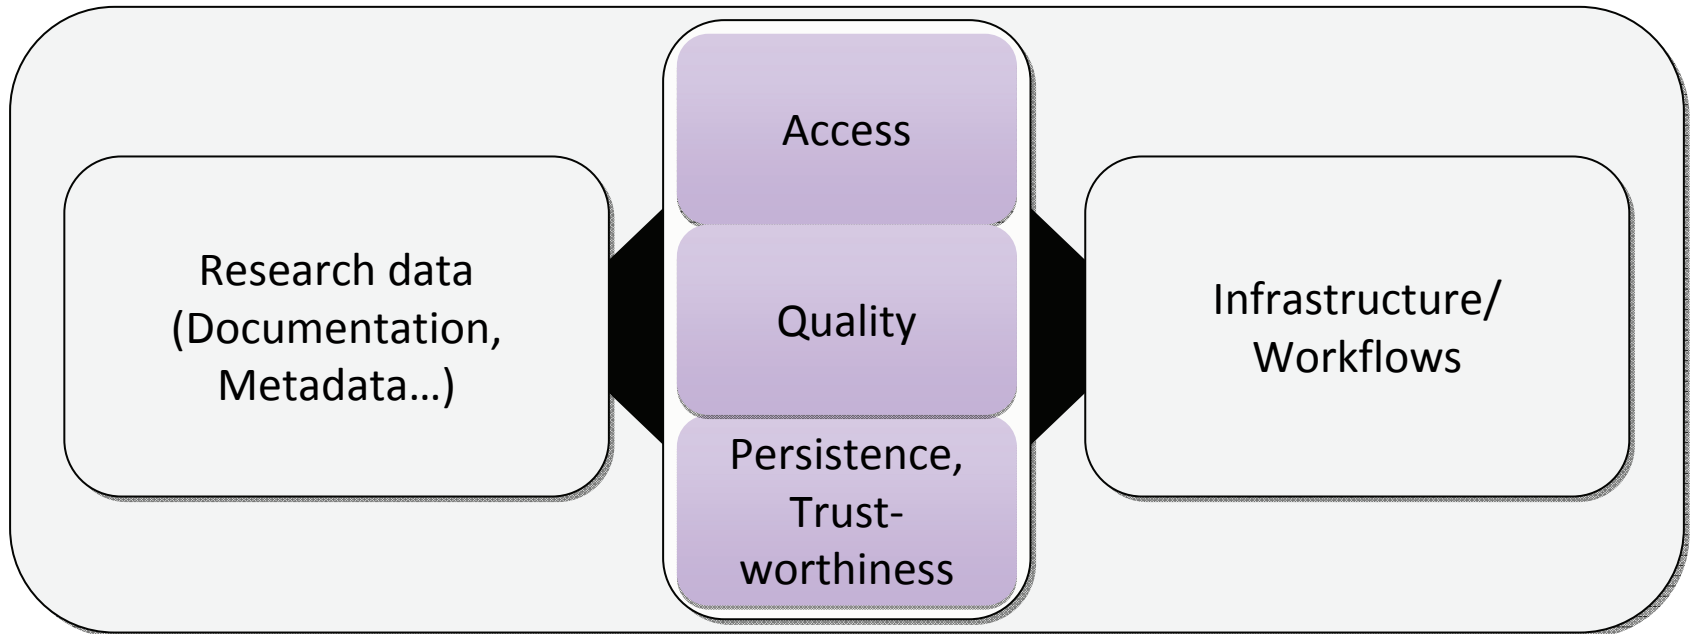 Research data
(Documentation,
Metadata…)
Access
Quality
Persistence,
Trust-
worthiness
Infrastructure/
Workflows